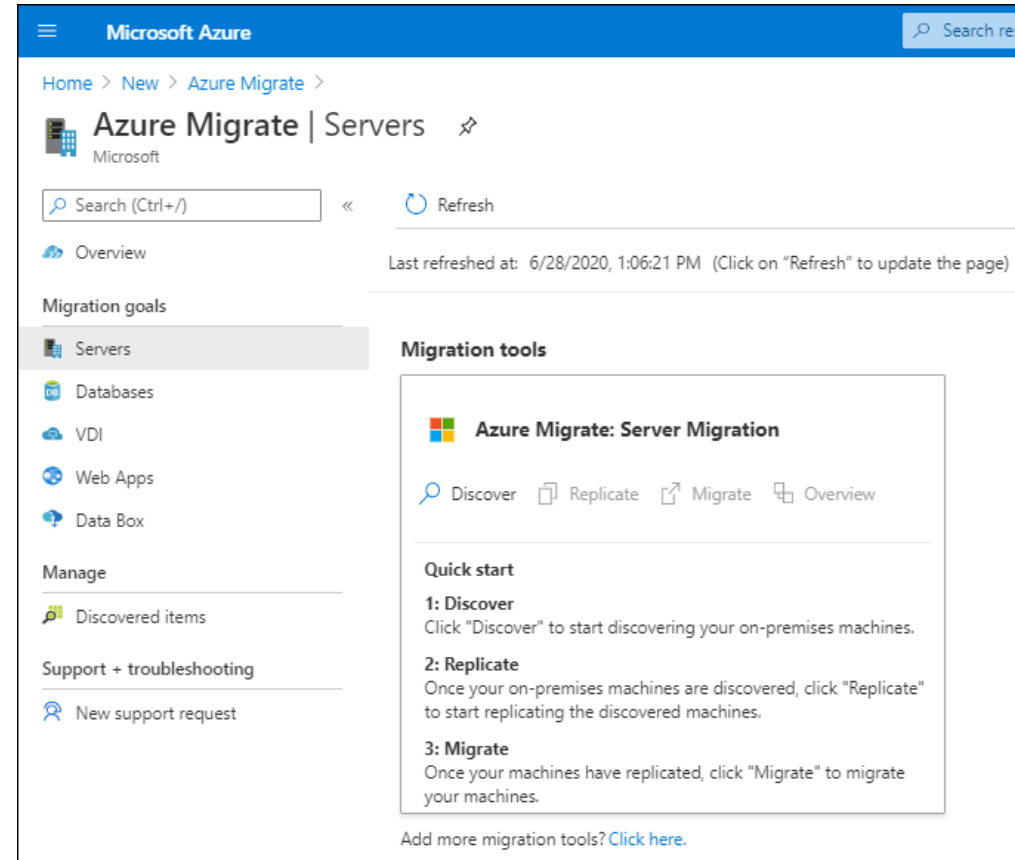 Microsoft Azure
Search res
Home > New > Azure Migrate >
Azure Migrate | Servers
Microsoft
Search (Ctrl+/)
«
Refresh
Overview
Last refreshed at: 6/28/2020, 1:06:21 PM (Click on "Refresh" to update the page)
Migration goals
Servers
Databases
VDI
Web Apps
Data Box
Manage
Discovered items
Support + troubleshooting
New support request
Migration tools
Azure Migrate: Server Migration
Discover Replicate Migrate Overview
Quick start
1: Discover
Click "Discover" to start discovering your on-premises machines.
2: Replicate
Once your on-premises machines are discovered, click "Replicate"
to start replicating the discovered machines.
3: Migrate
Once your machines have replicated, click "Migrate" to migrate
your machines.
Add more migration tools? Click here.